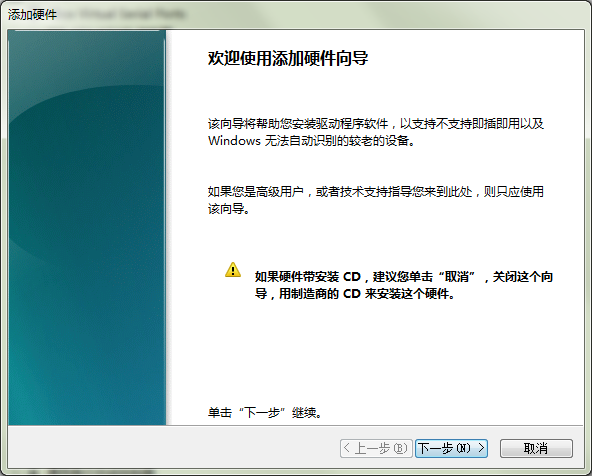 添加硬件
欢迎使用添加硬件向导
该向导将帮助您安装驱动程序软件，以支持不支持即插即用以及
Windows 无法自动识别的较老的设备。
如果您是高级用户，或者技术支持指导您来到此处，则只应使用
该向导。
如果硬件带安装 CD，建议您单击“取消”，关闭这个向
导，用制造商的 CD 来安装这个硬件。
单击“下一步”继续。
< 上一步(B) 下一步(N) > 取消